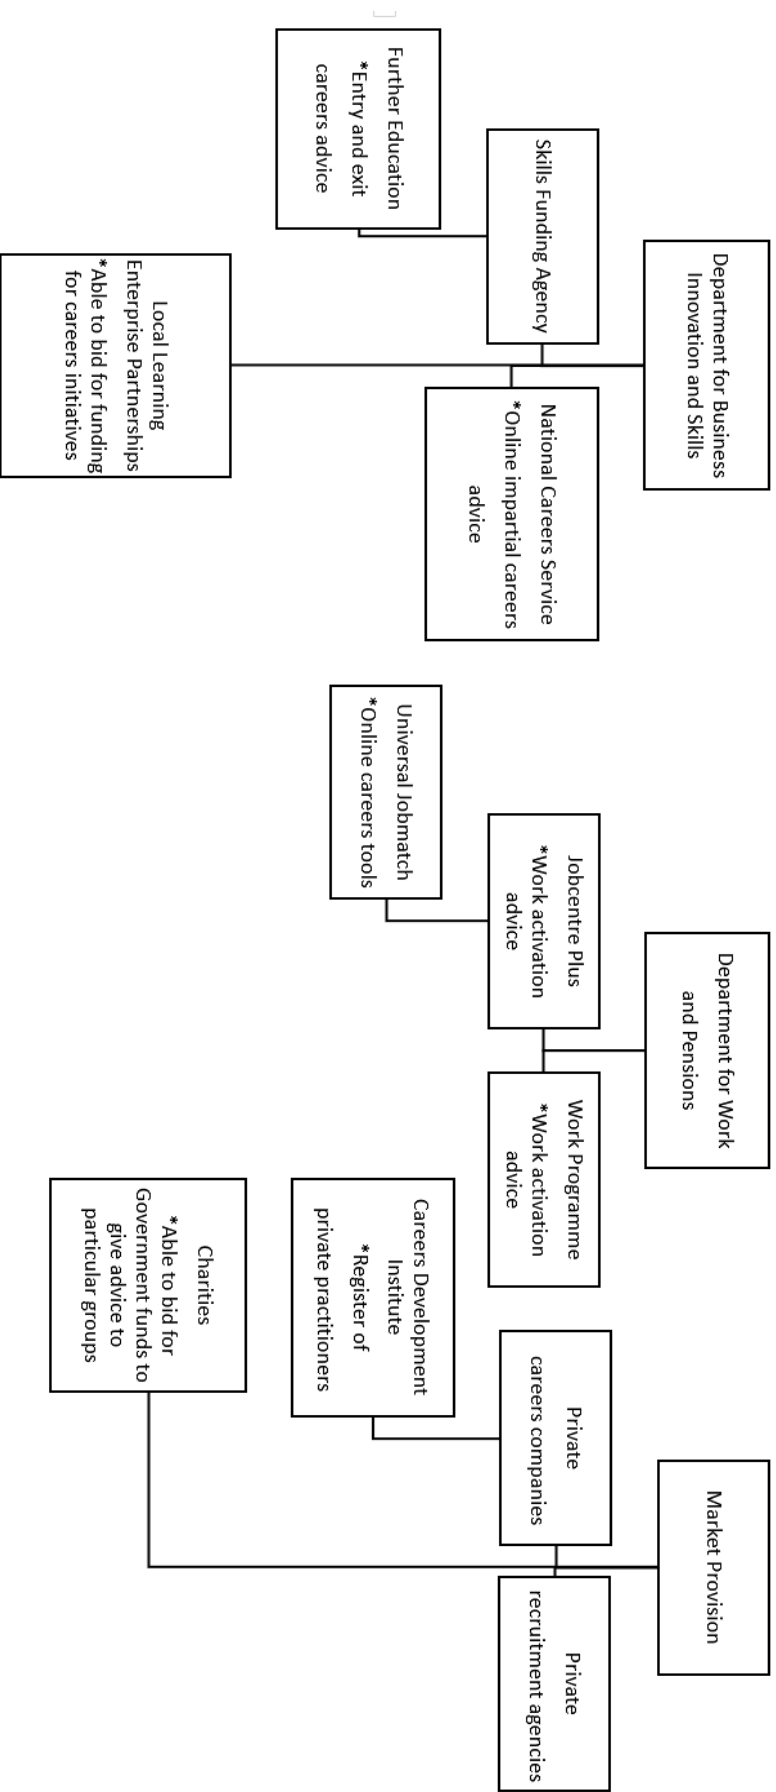 Department for Business
Innovation and Skills
Skills Funding Agency
National Careers Service
*Online impartial careers
advice
Further Education
*Entry and exit
careers advice
Local Learning
Enterprise Partnerships
*Able to bid for funding
for careers initiatives
Department for Work
and Pensions
Jobcentre Plus
*Work activation
advice
Work Programme
*Work activation
advice
Universal Jobmatch
*Online careers tools
Market Provision
Private
careers companies
Private
recruitment agencies
Careers Development
Institute
*Register of
private practitioners
Charities
*Able to bid for
Government funds to
give advice to
particular groups